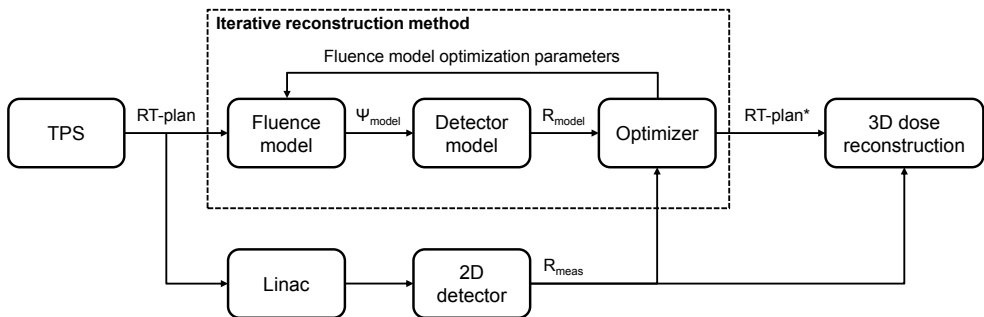 Iterative reconstruction method
Fluence model optimization parameters
TPS
RT-plan
Fluence
model
Ψmodel
Detector
model
Rmodel
Optimizer
RT-plan*
3D dose
reconstruction
Linac
2D
detector
Rmeas